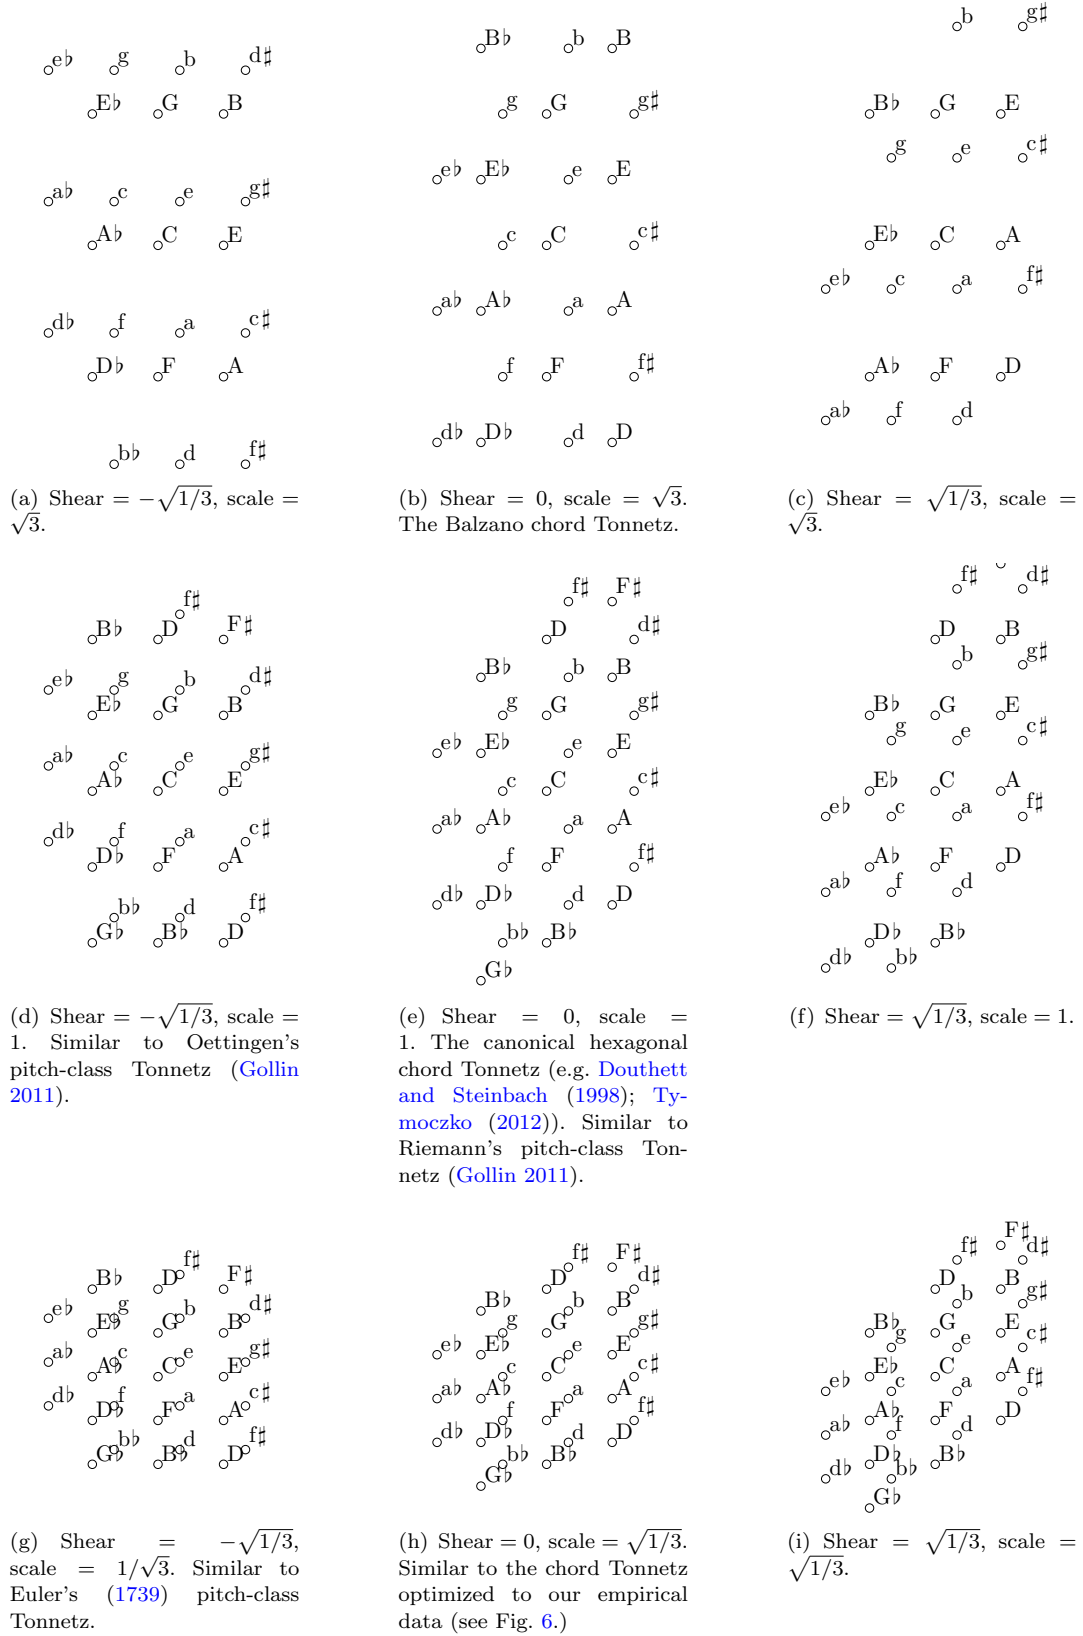 e♭ g b d♯
E♭ G B
a♭ c e g♯
A♭ C E
d♭ f a c♯
D♭ F A
b♭ d f♯
(a) Shear = −√1/3, scale =
√3.
B♭ b B
g G g♯
e♭ E♭ e E
c C c♯
a♭ A♭ a A
f F f♯
d♭ D♭ d D
(b) Shear = 0, scale = √3.
The Balzano chord Tonnetz.
b g♯
B♭ G E
g e c♯
E♭ C A
e♭ c a f♯
A♭ F D
a♭ f d
(c) Shear = √1/3, scale =
√3.
f♯
B♭ D F♯
e♭ g b d♯
E♭ G B
a♭ c e g♯
A♭ C E
d♭ f a c♯
D♭ F A
b♭ d f♯
G♭ B♭ D
(d) Shear = −√1/3, scale =
1. Similar to Oettingen's
pitch-class Tonnetz (Gollin
2011).
f♯ F♯
D d♯
B♭ b B
g G g♯
e♭ E♭ e E
c C c♯
a♭ A♭ a A
f F f♯
d♭ D♭ d D
b♭ B♭
G♭
(e) Shear = 0, scale =
1. The canonical hexagonal
chord Tonnetz (e.g. Douthett
and Steinbach (1998); Ty-
moczko (2012)). Similar to
Riemann's pitch-class Ton-
netz (Gollin 2011).
f♯ d♯
D B
b g♯
B♭ G E
g e c♯
E♭ C A
e♭ c a f♯
A♭ F D
a♭ f d
D♭ B♭
d♭ b♭
(f) Shear = √1/3, scale = 1.
f♯
B♭ D F♯
e♭ g b d♯
E♭ G B
a♭ c e g♯
A♭ C E
d♭ f a c♯
D♭ F A
b♭ d f♯
G♭ B♭ D
(g) Shear = −√1/3,
scale = 1/√3. Similar to
Euler's (1739) pitch-class
Tonnetz.
f♯ F♯
D d♯
B♭ b B
g G g♯
e♭ E♭ e E
c C c♯
a♭ A♭ a A
f F f♯
d♭ D♭ d D
b♭ B♭
G♭
(h) Shear = 0, scale = √1/3.
Similar to the chord Tonnetz
optimized to our empirical
data (see Fig. 6.)
F♯
f♯ d♯
D B
b g♯
B♭ G E
g e c♯
E♭ C A
e♭ c a f♯
A♭ F D
a♭ f d
D♭ B♭
d♭ b♭
G♭
(i) Shear = √1/3, scale =
√1/3.